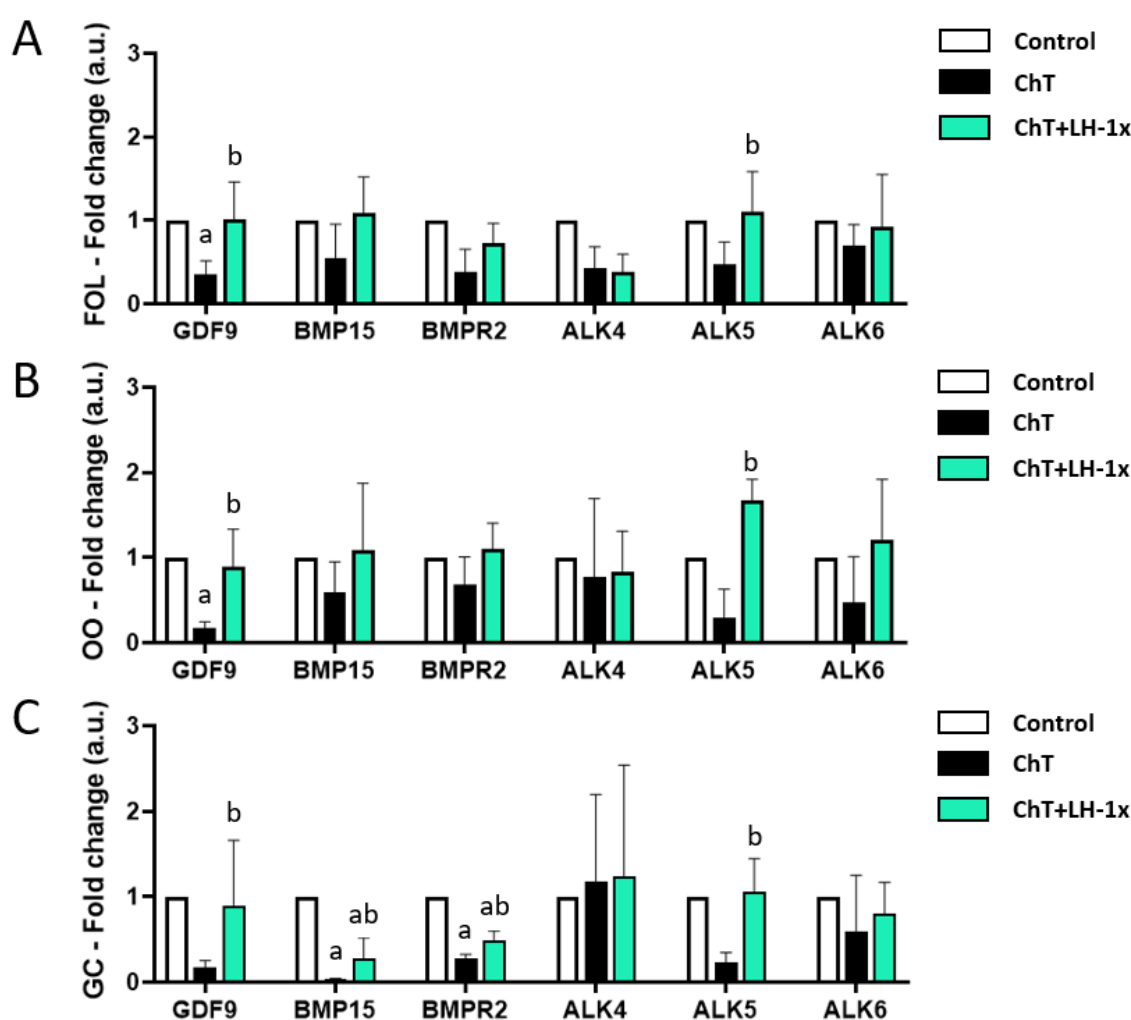 A
FOL - Fold change (a.u.)
3
2
1
0
a
b
b
GDF9 BMP15 BMPR2 ALK4 ALK5 ALK6
Control
ChT
ChT+LH-1x
B
OO - Fold change (a.u.)
3
2
1
0
a
b
b
GDF9 BMP15 BMPR2 ALK4 ALK5 ALK6
Control
ChT
ChT+LH-1x
C
GC - Fold change (a.u.)
3
2
1
0
b
a
ab
a
ab
b
GDF9 BMP15 BMPR2 ALK4 ALK5 ALK6
Control
ChT
ChT+LH-1x